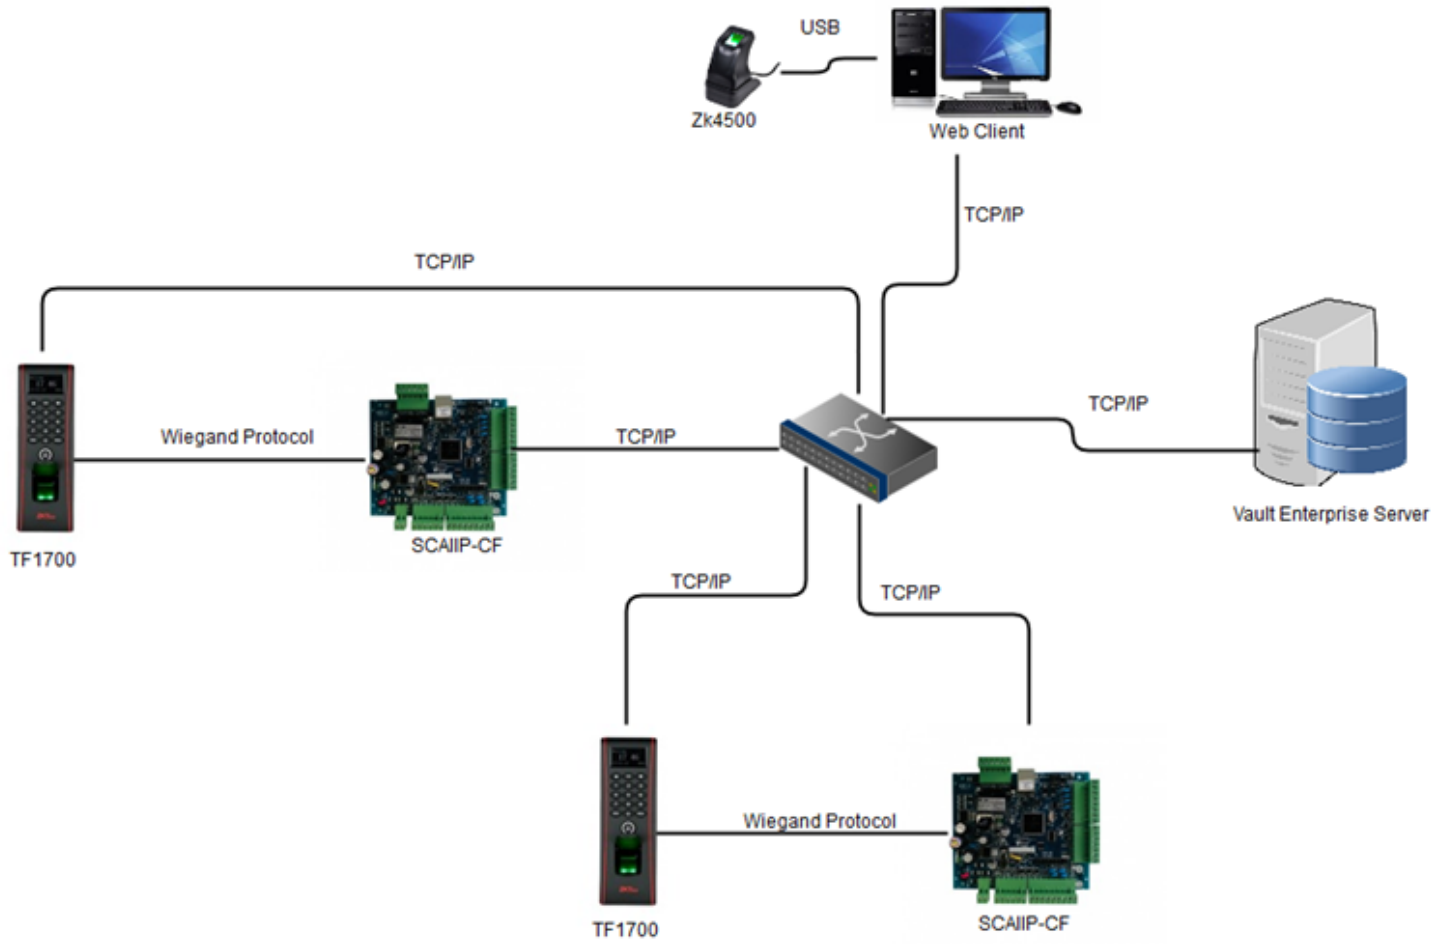 USB
Zk4500
Web Client
TCP/IP
TCP/IP
TCP/IP
Wiegand Protocol
TCP/IP
Vault Enterprise Server
SCAIIP-CF
TF1700
TCP/IP
TCP/IP
Wiegand Protocol
SCAIIP-CF
TF1700